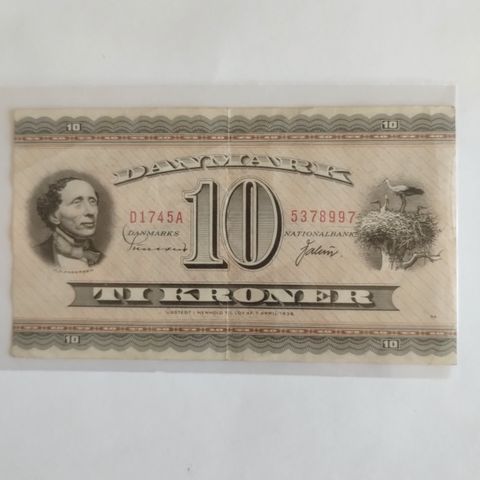 10 10
DANMARK
10
D1745A 5378997
DANMARKS NATIONALBANK
TI KRONER
UDSTEDT I HENHOLD TIL LOV AF 7. APRIL 1936
10 10